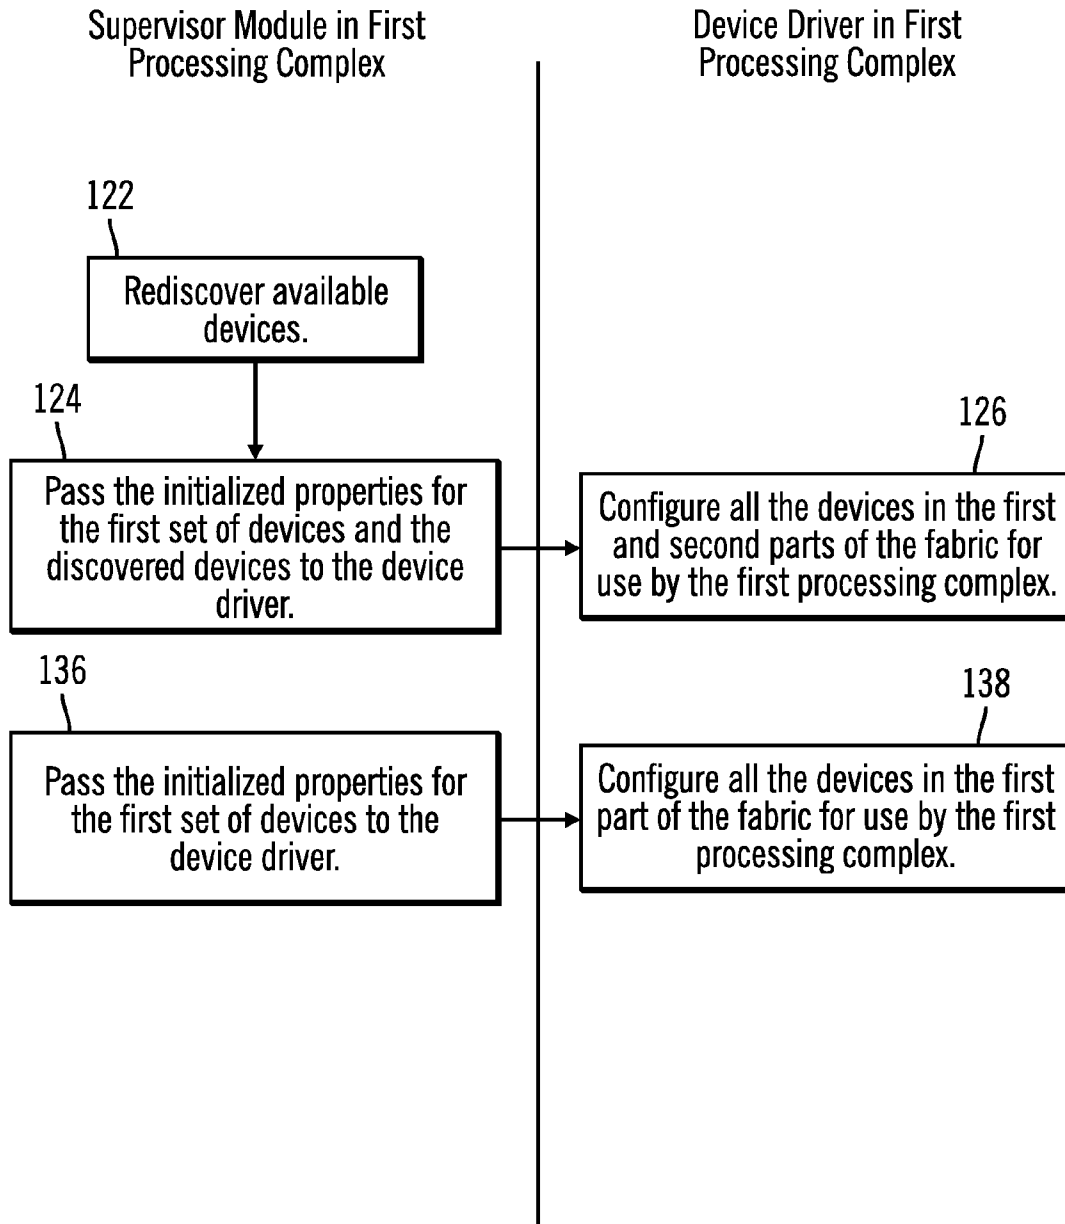 Supervisor Module in First
Processing Complex
Device Driver in First
Processing Complex
122
Rediscover available
devices.
124
Pass the initialized properties for
the first set of devices and the
discovered devices to the device
driver.
126
Configure all the devices in the first
and second parts of the fabric for
use by the first processing complex.
136
Pass the initialized properties for
the first set of devices to the
device driver.
138
Configure all the devices in the first
part of the fabric for use by the first
processing complex.